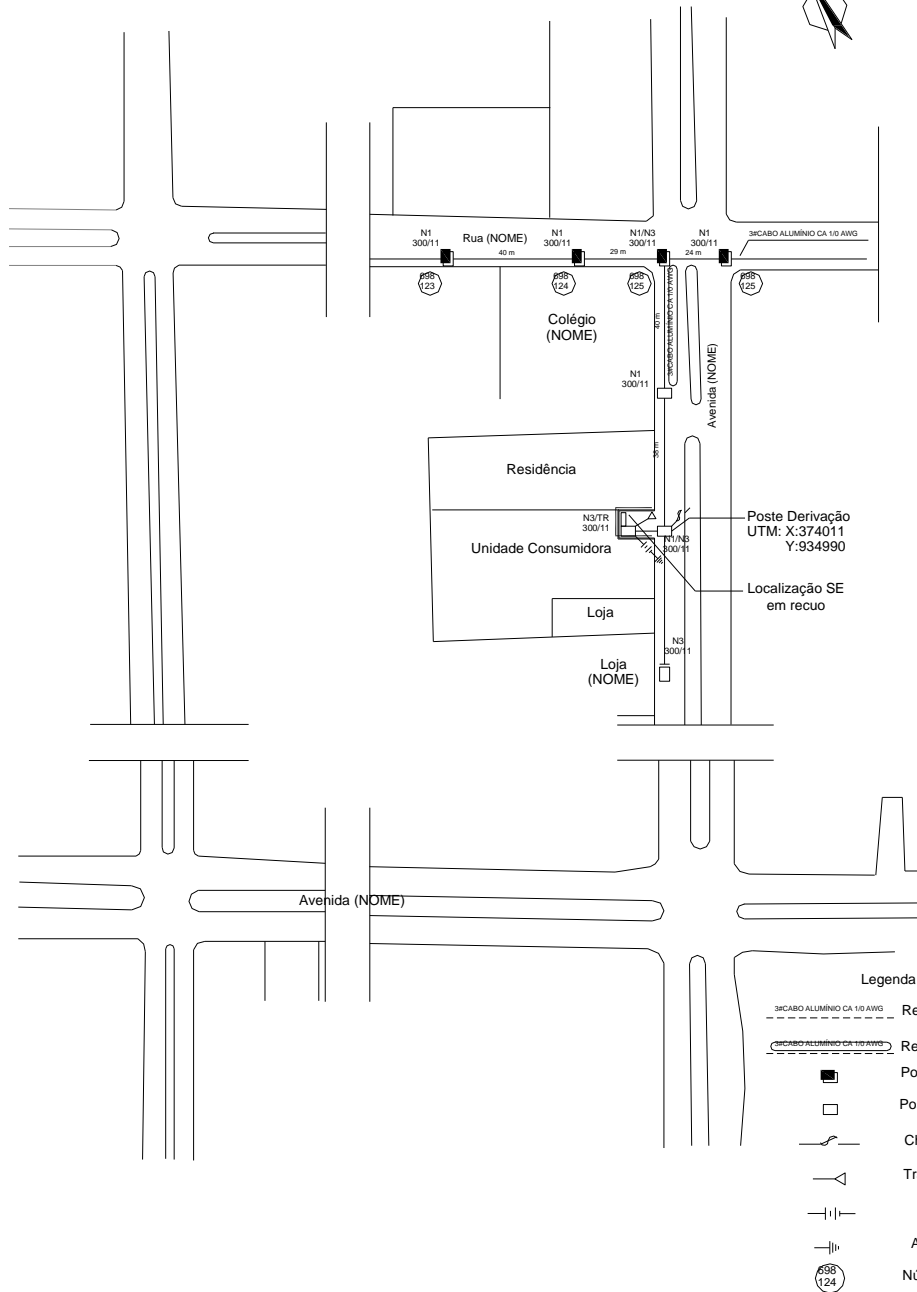 N1
300/11
Rua (NOME)
N1
300/11
N1/N3
300/11
N1
300/11
3#CABO ALUMÍNIO CA 1/0 AWG
40 m
29 m
24 m
698
123
698
124
698
125
698
125
Colégio
(NOME)
40 m
3#CABO ALUMÍNIO CA 1/0 AWG
Avenida (NOME)
N1
300/11
38 m
Residência
N3/TR
300/11
Unidade Consumidora
N1/N3
300/11
Poste Derivação
UTM: X:374011
Y:934990
Localização SE
em recuo
Loja
Loja
(NOME)
N3
300/11
Avenida (NOME)
Legenda
3#CABO ALUMÍNIO CA 1/0 AWG
3#CABO ALUMÍNIO CA 1/0 AWG
698
124